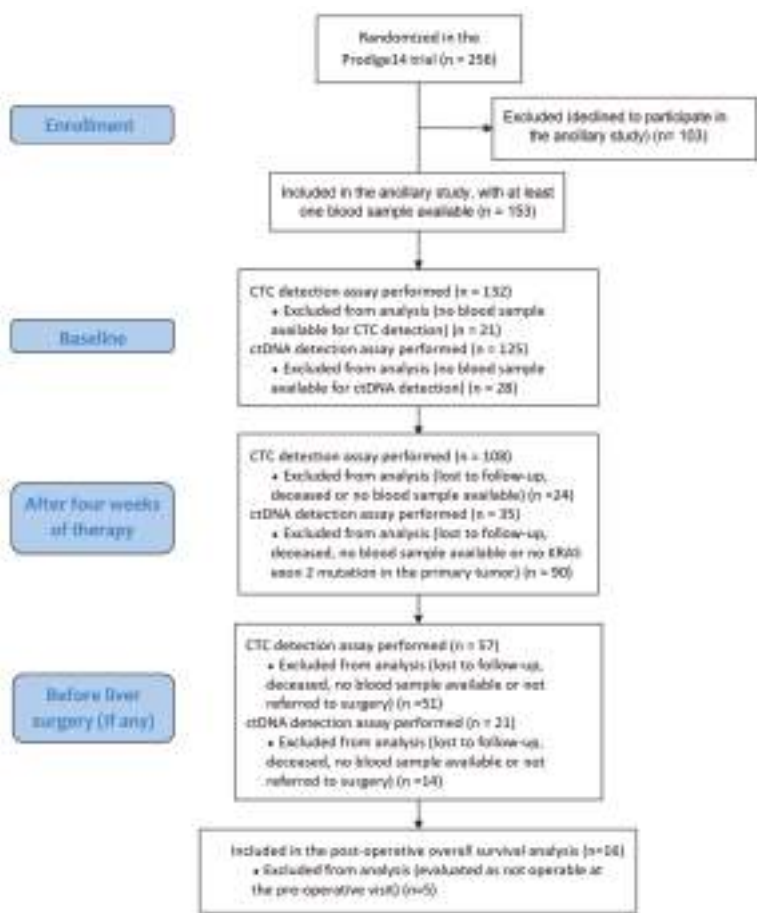 Randomized in the
Prodige14 trial (n = 256)
Enrollment
Excluded (declined to participate in
the ancillary study) (n= 103)
Included in the ancillary study, with at least
one blood sample available (n = 153)
Baseline
CTC detection assay performed (n = 132)
• Excluded from analysis (no blood sample
available for CTC detection) (n = 21)
ctDNA detection assay performed (n = 125)
• Excluded from analysis (no blood sample
available for ctDNA detection) (n = 28)
After four weeks
of therapy
CTC detection assay performed (n = 108)
• Excluded from analysis (lost to follow-up,
deceased or no blood sample available) (n =24)
ctDNA detection assay performed (n = 35)
• Excluded from analysis (lost to follow-up,
deceased, no blood sample available or no KRAS
exon 2 mutation in the primary tumor) (n = 90)
Before liver
surgery (if any)
CTC detection assay performed (n = 57)
• Excluded from analysis (lost to follow-up,
deceased, no blood sample available or not
referred to surgery) (n =51)
ctDNA detection assay performed (n = 21)
• Excluded from analysis (lost to follow-up,
deceased, no blood sample available or not
referred to surgery) (n =14)
Included in the post-operative overall survival analysis (n=16)
• Excluded from analysis (evaluated as not operable at
the pre-operative visit) (n=5)